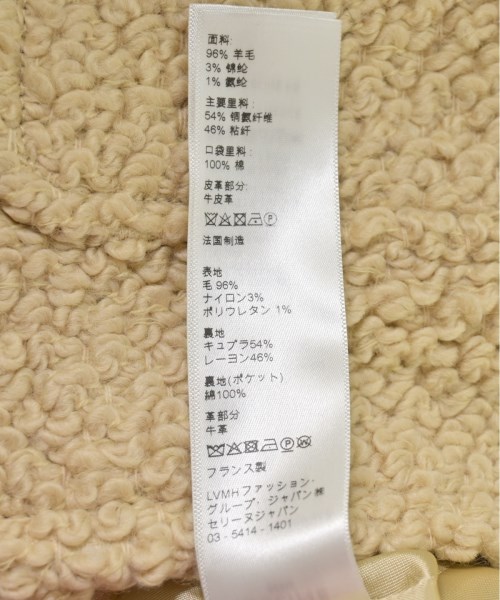 面料:
96% 羊毛
3% 锦纶
1% 氨纶
主要里料:
54% 铜氨纤维
46% 粘纤
口袋里料:
100% 棉
皮革部分:
牛皮革
法国制造
表地
毛 96%
ナイロン3%
ポリウレタン 1%
裏地
キュプラ54%
レーヨン46%
裏地(ポケット)
綿100%
革部分
牛革
フランス製
LVMHファッション・
グループ・ジャパン㈱
セリーヌジャパン
03-5414-1401